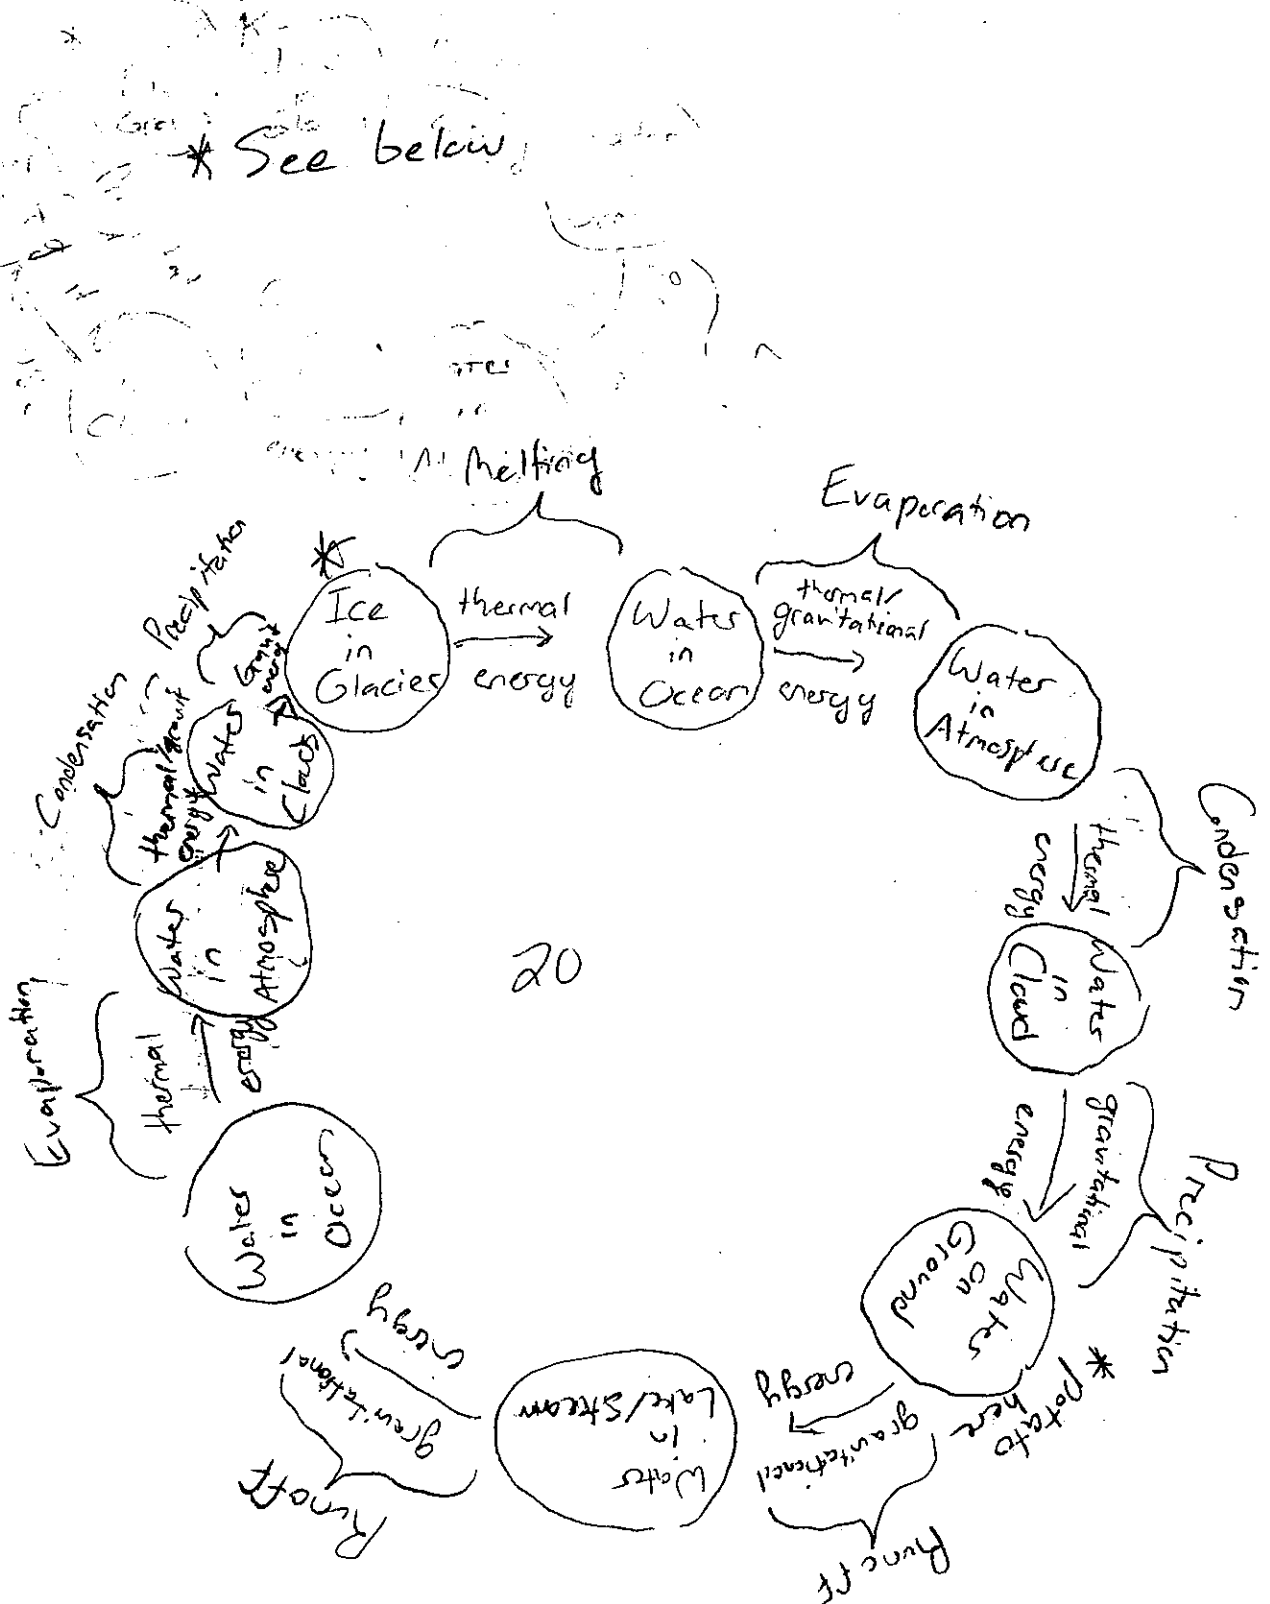 * See below
Melting
Evaporation
*
Ice
in
Glacies
thermal
energy
Water
in
Ocean
thermal/
gravitational
energy
Water
in
Atmosphere
Condensation
thermal
energy
Water
in
Cloud
Precipitation
gravitational
energy
Water
on
Ground
* potato
here
Runoff
gravitational
energy
Water
in
Lake/Stream
Runoff
gravitational
energy
Water
in
Ocean
Evaporation
thermal
energy
Water
in
Atmosphere
Condensation
thermal/gravit
energy
Water
in
Clouds
Precipitation
energy
20